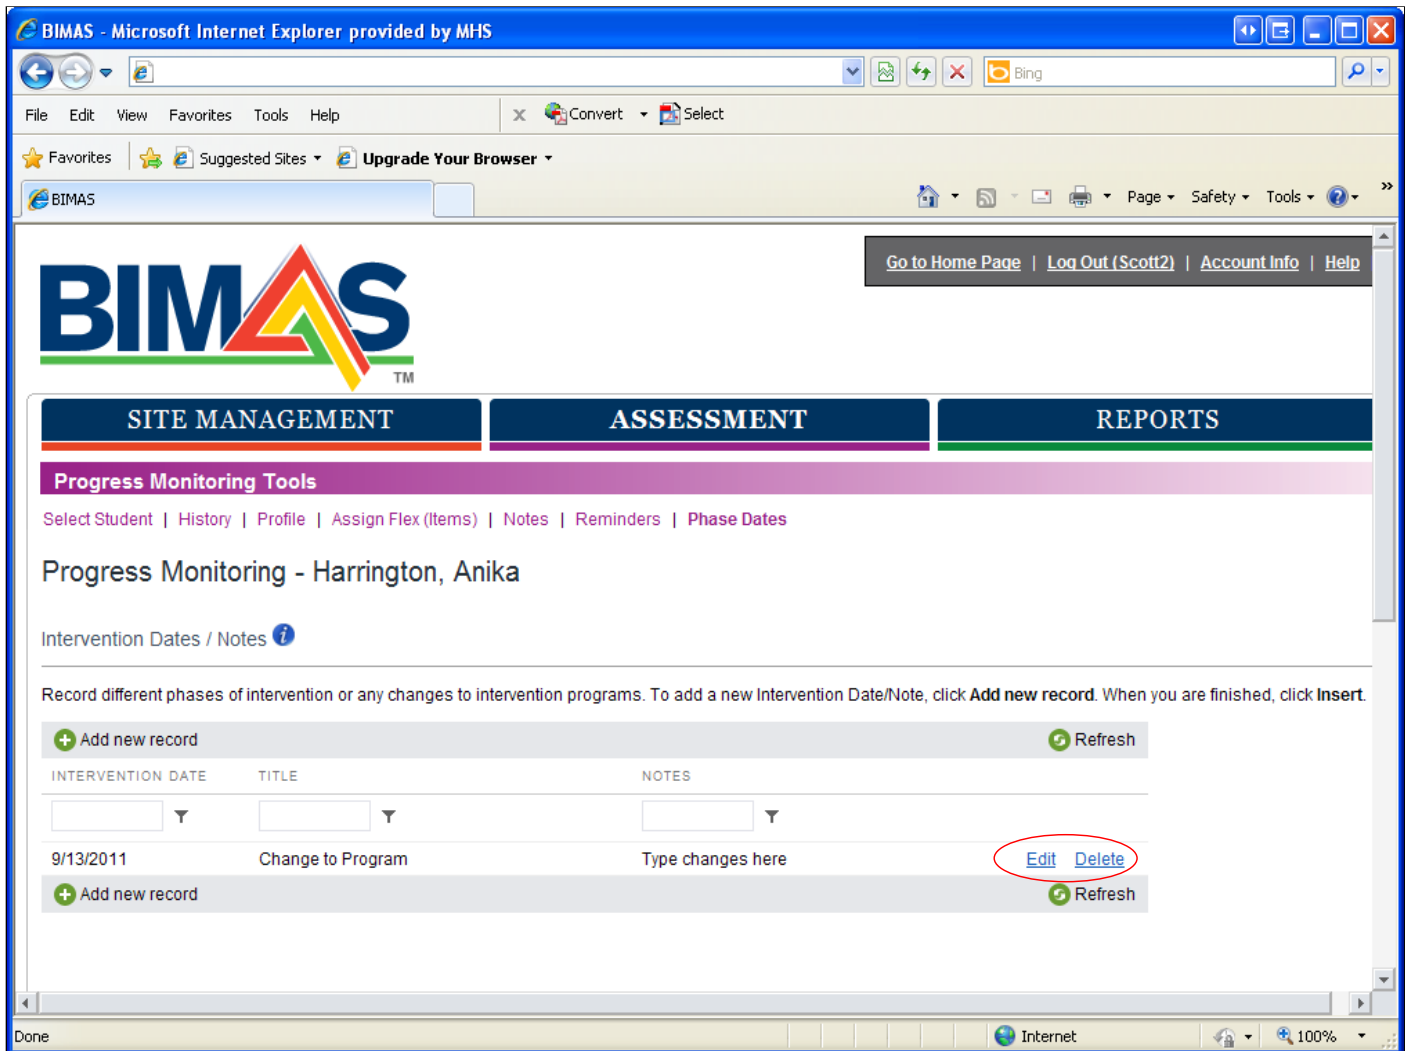 BIMAS - Microsoft Internet Explorer provided by MHS
Bing
File Edit View Favorites Tools Help x Convert Select
Favorites Suggested Sites Upgrade Your Browser
BIMAS Page Safety Tools »
Go to Home Page | Log Out (Scott2) | Account Info | Help
BIMAS
TM
SITE MANAGEMENT ASSESSMENT REPORTS
Progress Monitoring Tools
Select Student | History | Profile | Assign Flex (Items) | Notes | Reminders | Phase Dates
Progress Monitoring - Harrington, Anika
Intervention Dates / Notes
Record different phases of intervention or any changes to intervention programs. To add a new Intervention Date/Note, click Add new record. When you are finished, click Insert.
Add new record Refresh
INTERVENTION DATE TITLE NOTES
9/13/2011 Change to Program Type changes here Edit Delete
Add new record Refresh
Done Internet 100%